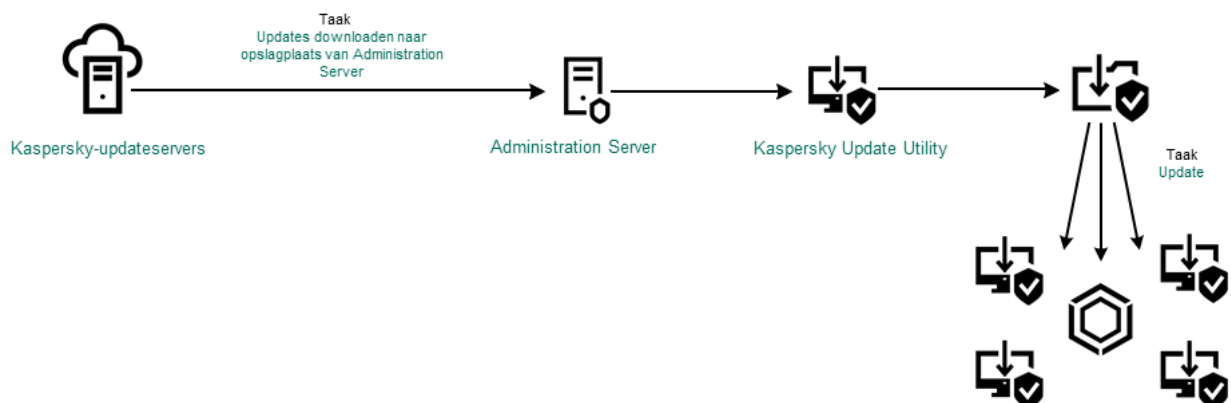 Taak
Updates downloaden naar
opslagplaats van Administration
Server
Kaspersky-updateservers
Administration Server
Kaspersky Update Utility
Taak
Update